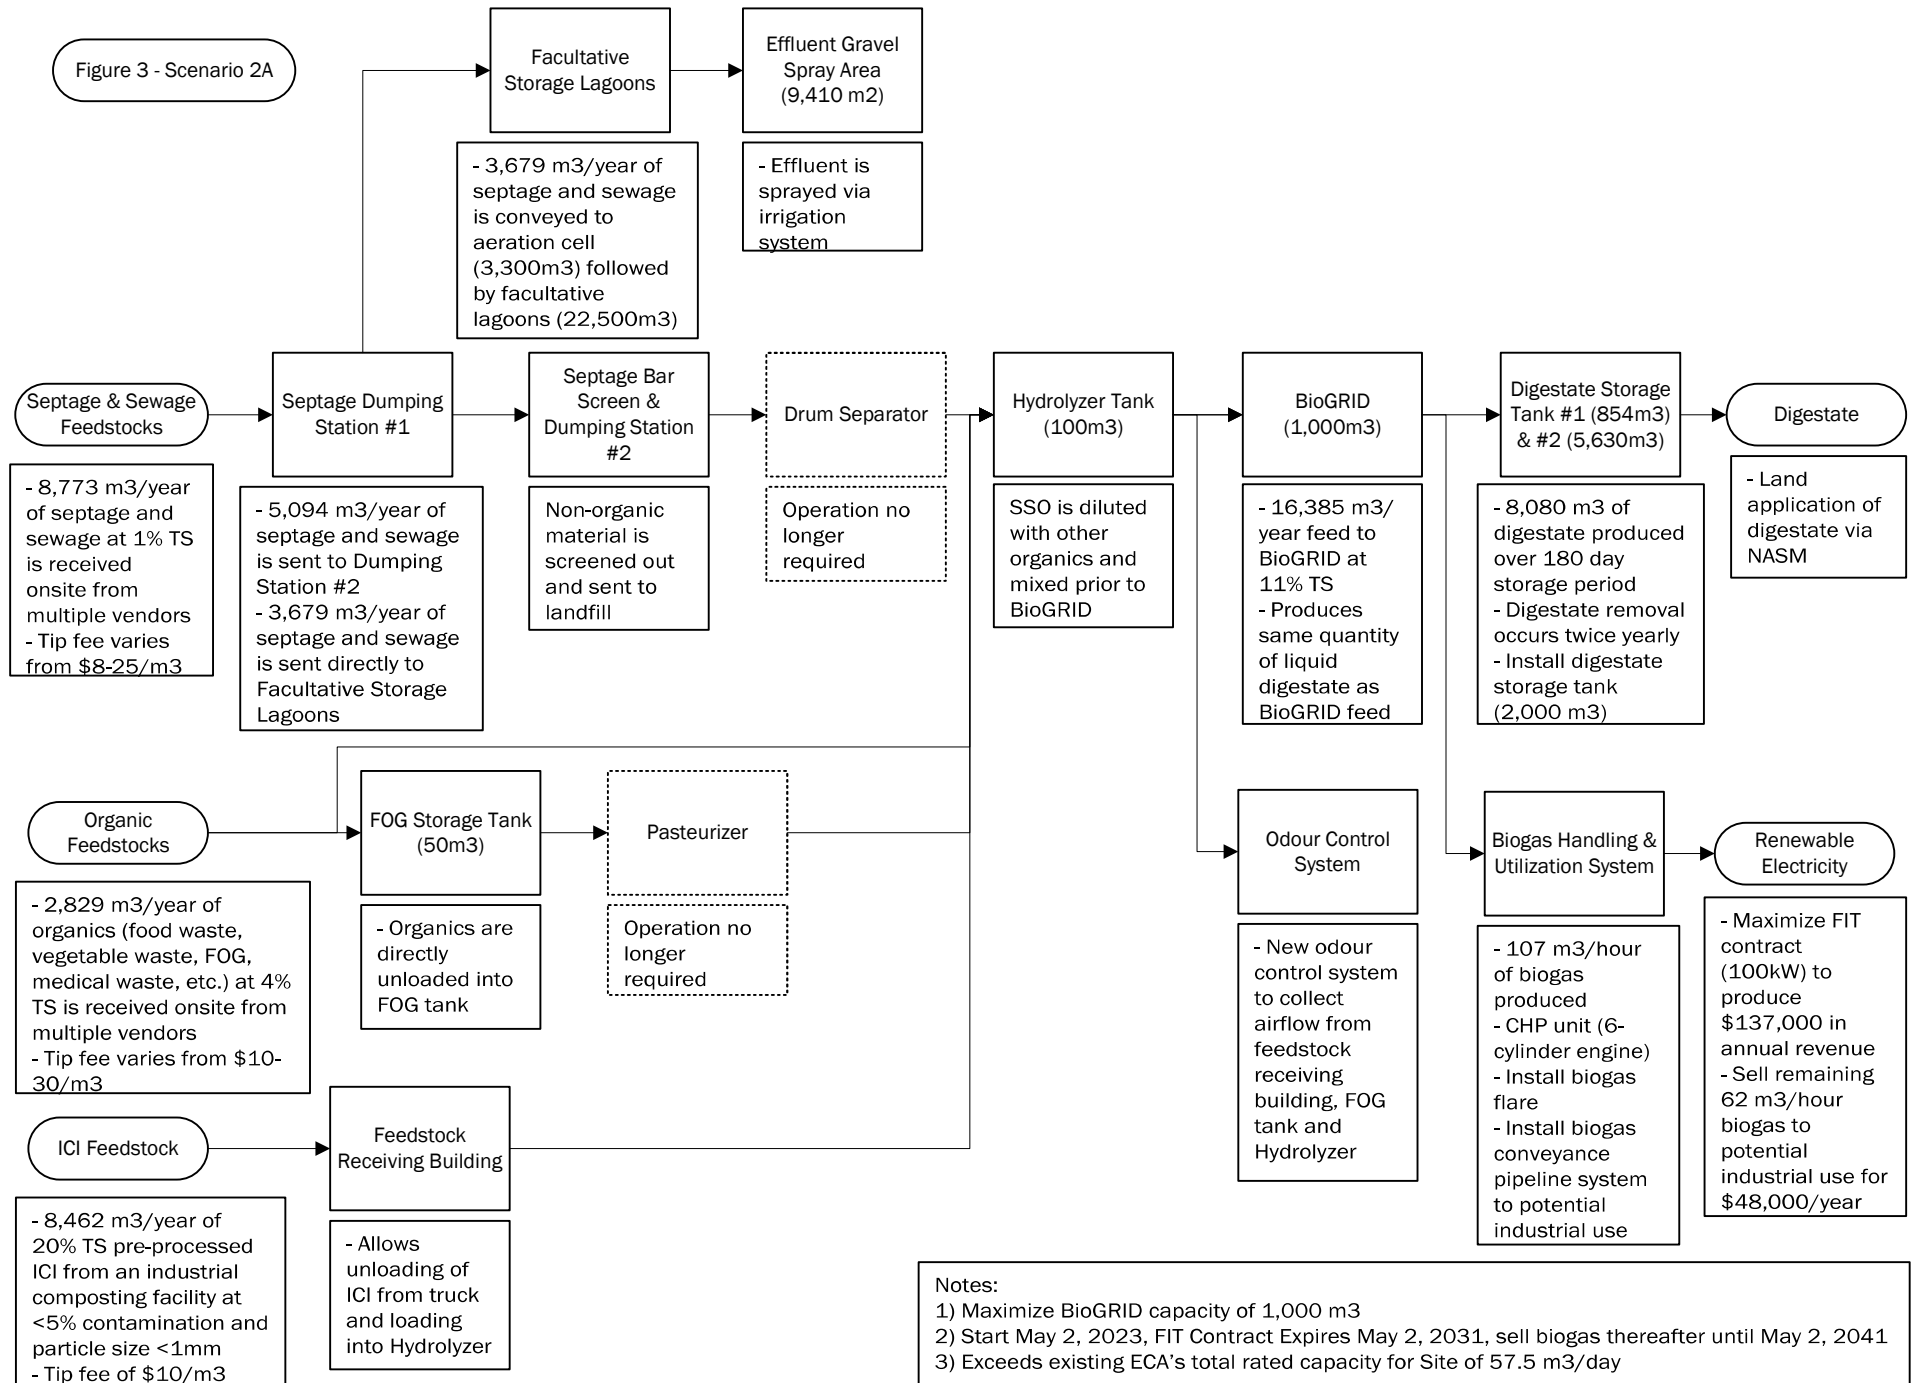 Figure 3 - Scenario 2A
Facultative
Storage Lagoons
Effluent Gravel
Spray Area
(9,410 m2)
- 3,679 m3/year of
septage and sewage
is conveyed to
aeration cell
(3,300m3) followed
by facultative
lagoons (22,500m3)
- Effluent is
sprayed via
irrigation
system
Septage & Sewage
Feedstocks
Septage Dumping
Station #1
Septage Bar
Screen &
Dumping Station
#2
Drum Separator
Hydrolyzer Tank
(100m3)
BioGRID
(1,000m3)
Digestate Storage
Tank #1 (854m3)
& #2 (5,630m3)
Digestate
- 8,773 m3/year
of septage and
sewage at 1% TS
is received
onsite from
multiple vendors
- Tip fee varies
from $8-25/m3
- 5,094 m3/year of
septage and sewage
is sent to Dumping
Station #2
- 3,679 m3/year of
septage and sewage
is sent directly to
Facultative Storage
Lagoons
Non-organic
material is
screened out
and sent to
landfill
Operation no
longer
required
SSO is diluted
with other
organics and
mixed prior to
BioGRID
- 16,385 m3/
year feed to
BioGRID at
11% TS
- Produces
same quantity
of liquid
digestate as
BioGRID feed
- 8,080 m3 of
digestate produced
over 180 day
storage period
- Digestate removal
occurs twice yearly
- Install digestate
storage tank
(2,000 m3)
- Land
application of
digestate via
NASM
Organic
Feedstocks
FOG Storage Tank
(50m3)
Pasteurizer
Odour Control
System
Biogas Handling &
Utilization System
Renewable
Electricity
- 2,829 m3/year of
organics (food waste,
vegetable waste, FOG,
medical waste, etc.) at 4%
TS is received onsite from
multiple vendors
- Tip fee varies from $10-
30/m3
- Organics are
directly
unloaded into
FOG tank
Operation no
longer
required
- New odour
control system
to collect
airflow from
feedstock
receiving
building, FOG
tank and
Hydrolyzer
- 107 m3/hour
of biogas
produced
- CHP unit (6-
cylinder engine)
- Install biogas
flare
- Install biogas
conveyance
pipeline system
to potential
industrial use
- Maximize FIT
contract
(100kW) to
produce
$137,000 in
annual revenue
- Sell remaining
62 m3/hour
biogas to
potential
industrial use for
$48,000/year
ICI Feedstock
Feedstock
Receiving Building
- 8,462 m3/year of
20% TS pre-processed
ICI from an industrial
composting facility at
<5% contamination and
particle size <1mm
- Tip fee of $10/m3
- Allows
unloading of
ICI from truck
and loading
into Hydrolyzer
Notes:
1) Maximize BioGRID capacity of 1,000 m3
2) Start May 2, 2023, FIT Contract Expires May 2, 2031, sell biogas thereafter until May 2, 2041
3) Exceeds existing ECA's total rated capacity for Site of 57.5 m3/day